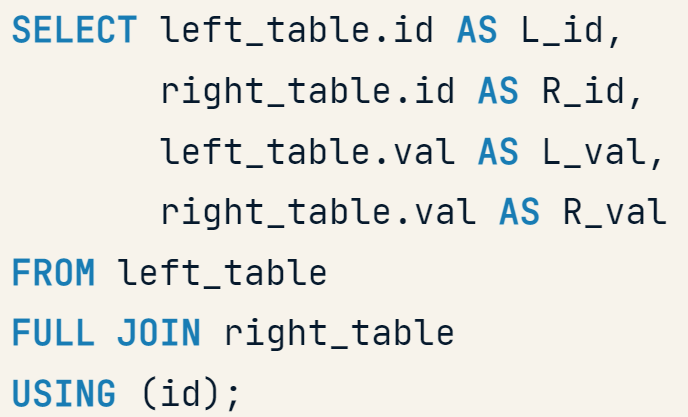 SELECT left_table.id AS L_id,
       right_table.id AS R_id,
       left_table.val AS L_val,
       right_table.val AS R_val
FROM left_table
FULL JOIN right_table
USING (id);